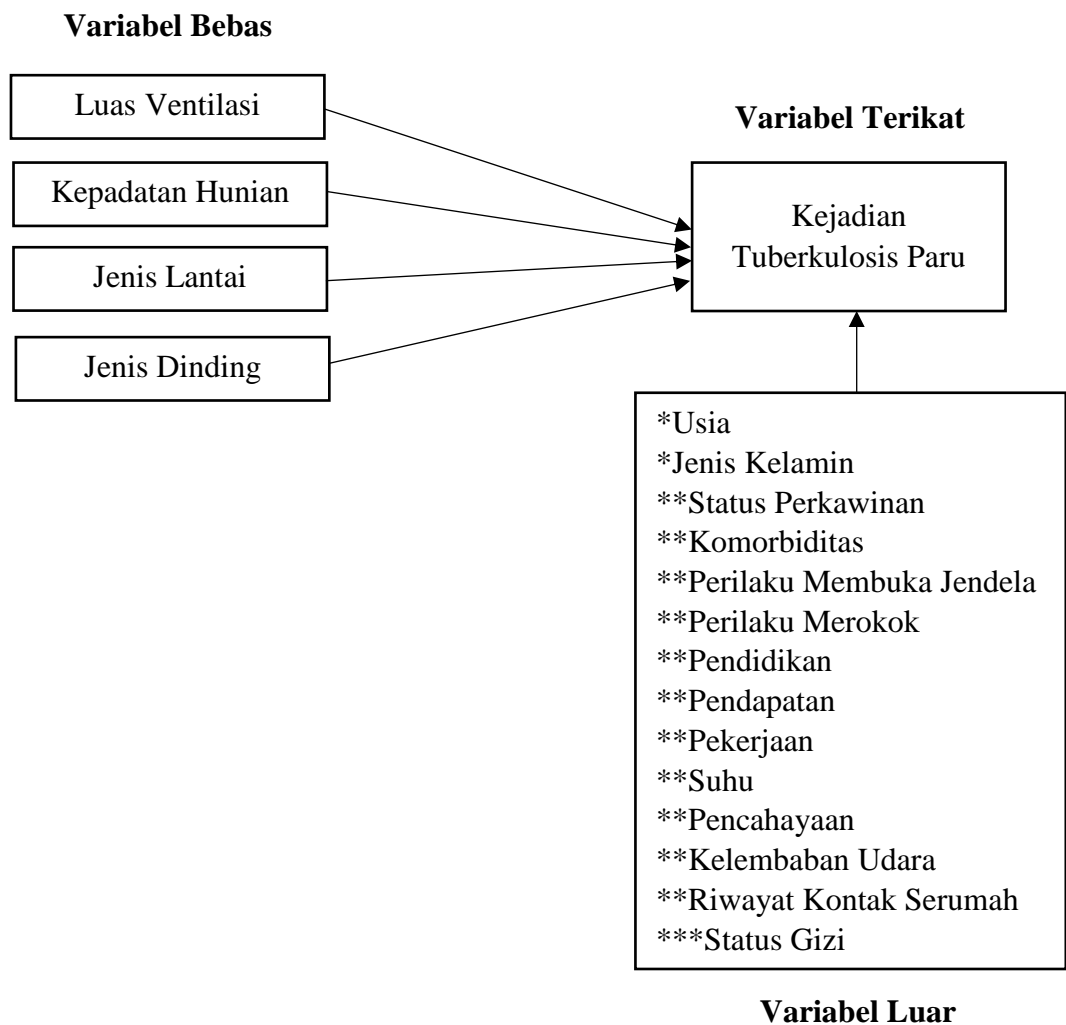 Variabel Bebas
Luas Ventilasi
Kepadatan Hunian
Jenis Lantai
Jenis Dinding
Variabel Terikat
Kejadian
Tuberkulosis Paru
*Usia
*Jenis Kelamin
**Status Perkawinan
**Komorbiditas
**Perilaku Membuka Jendela
**Perilaku Merokok
**Pendidikan
**Pendapatan
**Pekerjaan
**Suhu
**Pencahayaan
**Kelembaban Udara
**Riwayat Kontak Serumah
***Status Gizi
Variabel Luar